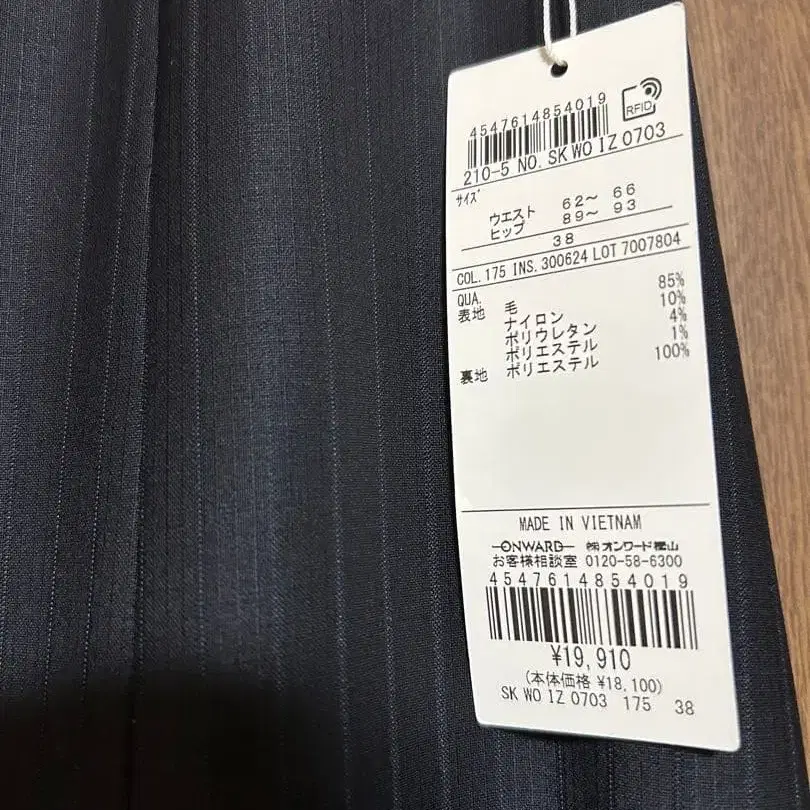 4547614854019
RFID
210-5 NO. SK WO IZ 0703
サイズ
ウエスト 62～ 66
ヒップ 89～ 93
38
COL. 175 INS. 300624 LOT 7007804
QUA.
表地 毛 85%
ナイロン 10%
ポリウレタン 4%
ポリエステル 1%
裏地 ポリエステル 100%
MADE IN VIETNAM
ONWARD ㈱オンワード樫山
お客様相談室 0120-58-6300
4547614854019
¥19,910
(本体価格 ¥18,100)
SK WO IZ 0703 175 38